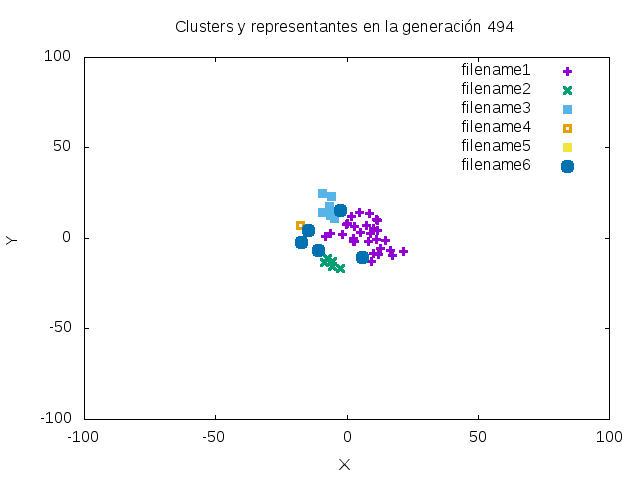 Clusters y representantes en la generación 494
100
50
0
-50
-100
-100
-50
0
50
100
X
Y
filename1
filename2
filename3
filename4
filename5
filename6